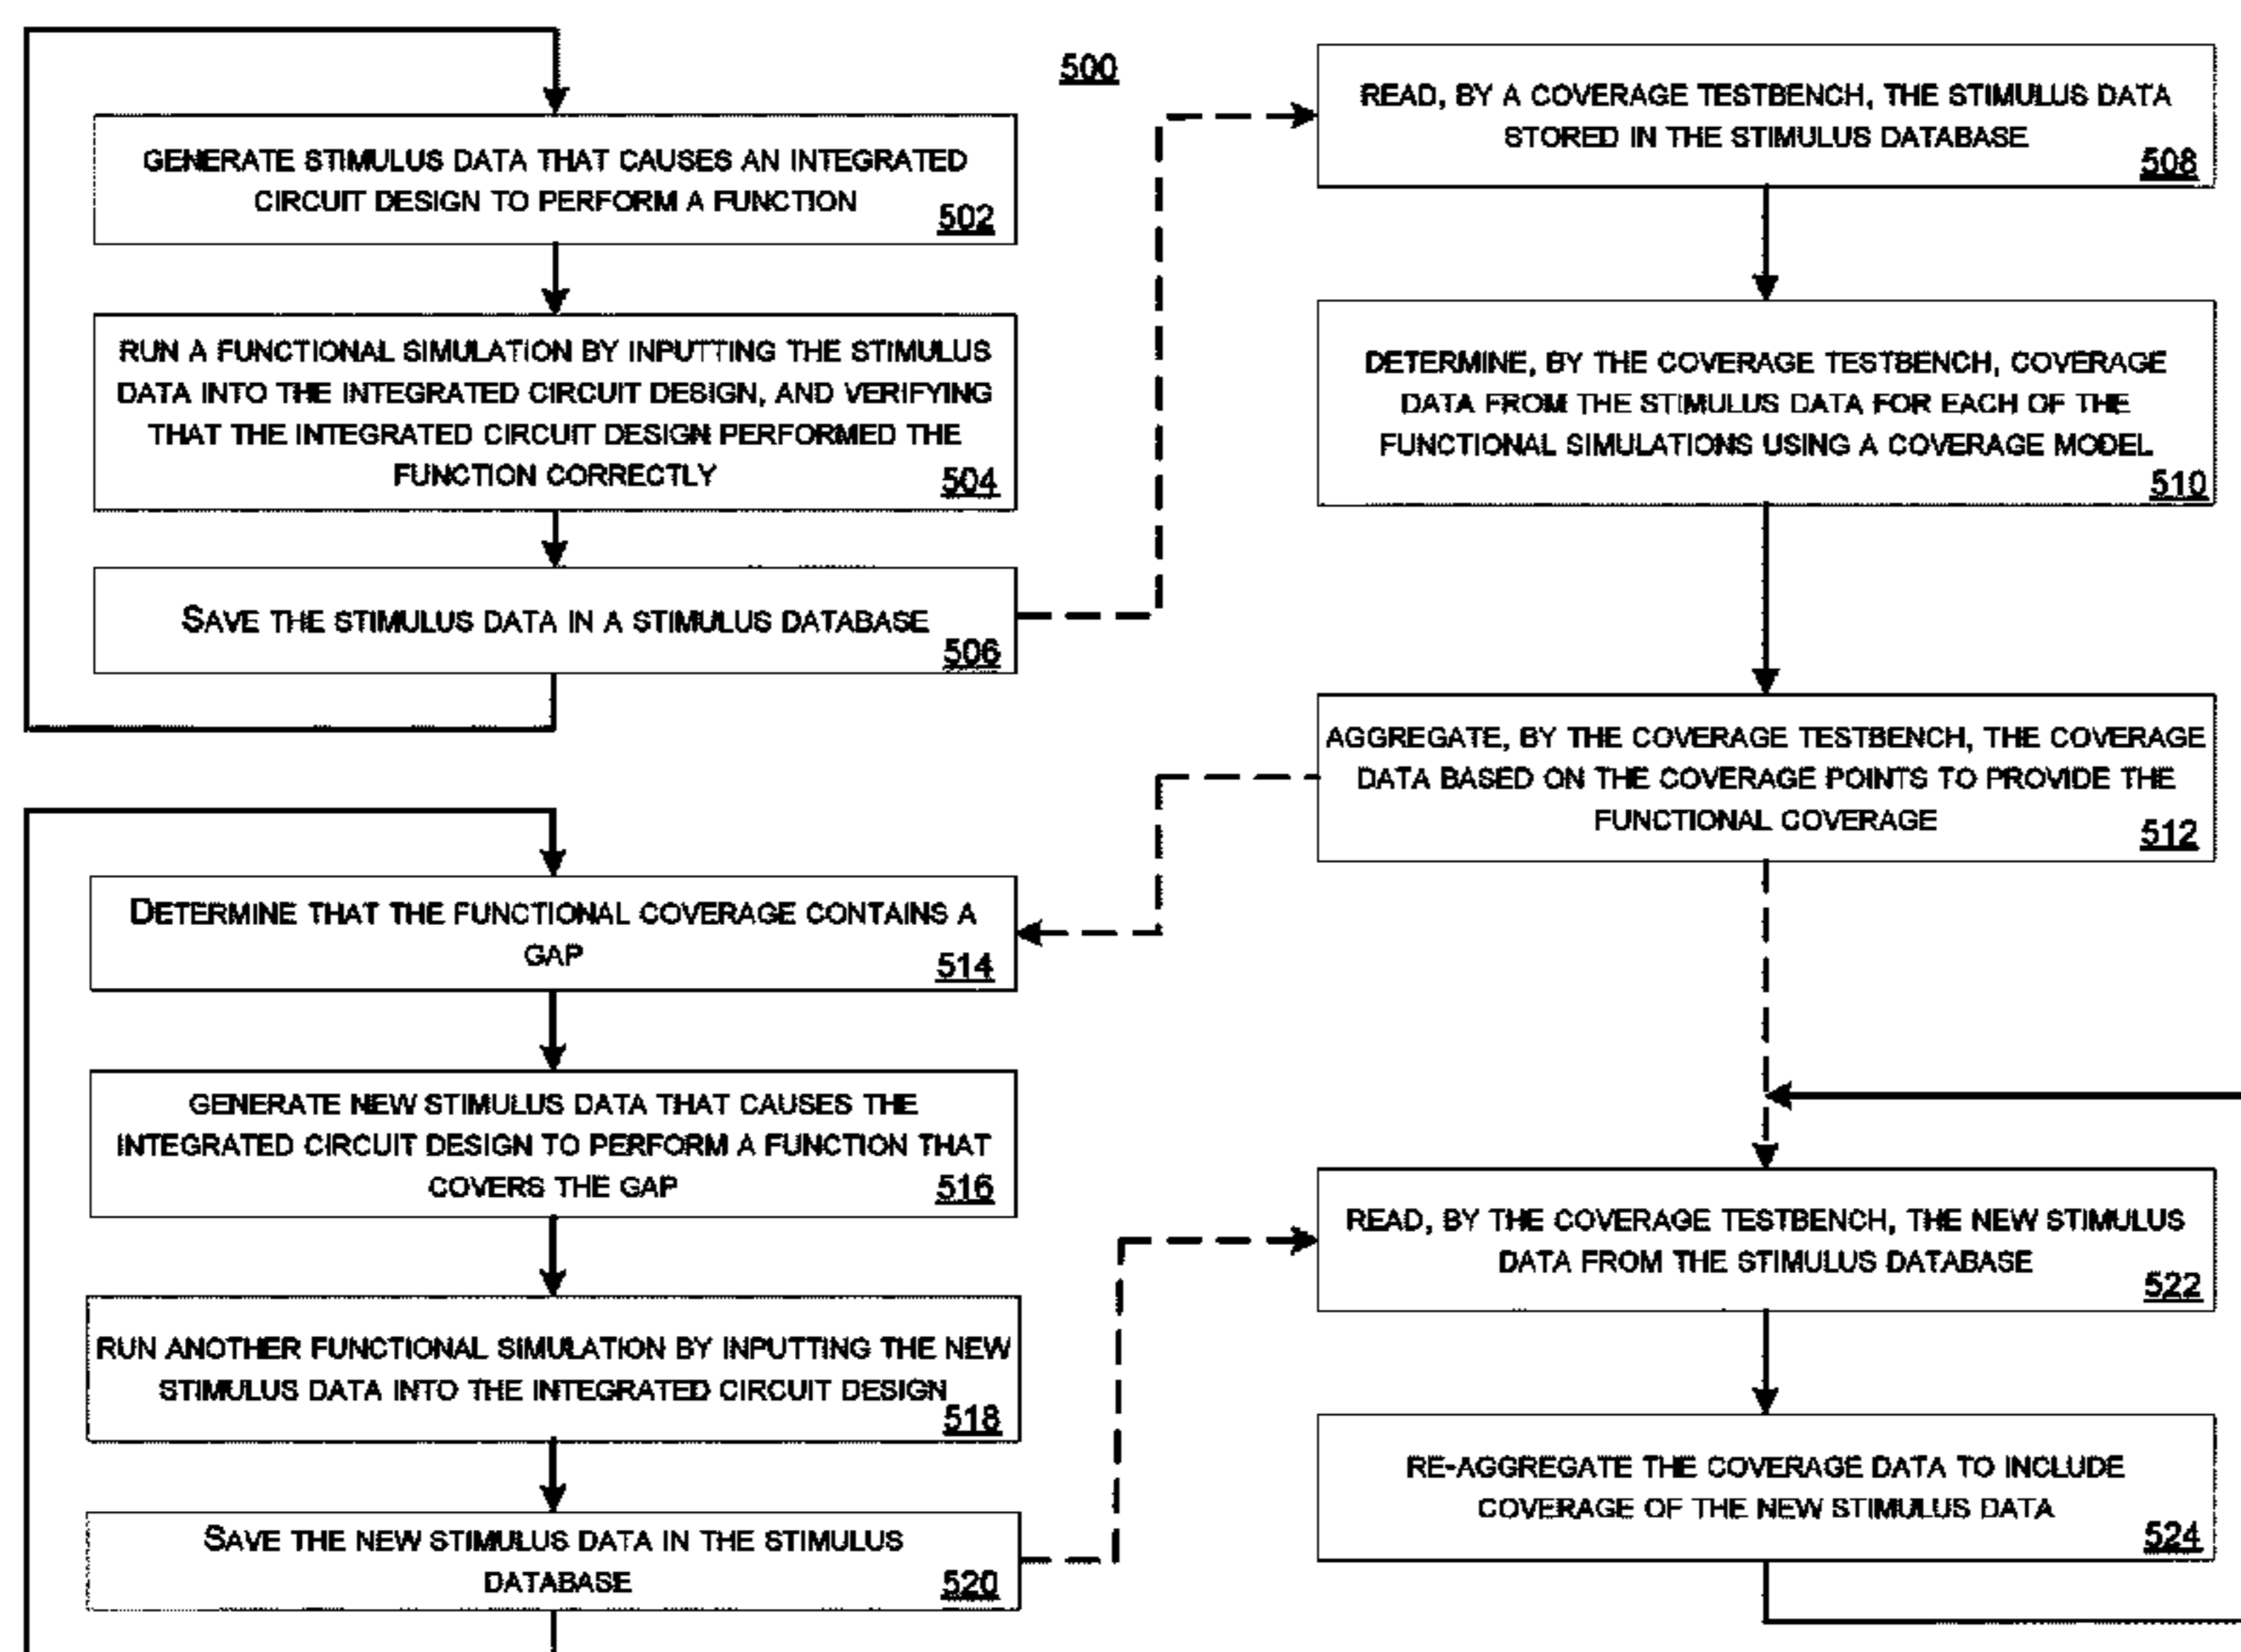 500
GENERATE STIMULUS DATA THAT CAUSES AN INTEGRATED
CIRCUIT DESIGN TO PERFORM A FUNCTION
502
RUN A FUNCTIONAL SIMULATION BY INPUTTING THE STIMULUS
DATA INTO THE INTEGRATED CIRCUIT DESIGN, AND VERIFYING
THAT THE INTEGRATED CIRCUIT DESIGN PERFORMED THE
FUNCTION CORRECTLY
504
SAVE THE STIMULUS DATA IN A STIMULUS DATABASE
506
READ, BY A COVERAGE TESTBENCH, THE STIMULUS DATA
STORED IN THE STIMULUS DATABASE
508
DETERMINE, BY THE COVERAGE TESTBENCH, COVERAGE
DATA FROM THE STIMULUS DATA FOR EACH OF THE
FUNCTIONAL SIMULATIONS USING A COVERAGE MODEL
510
AGGREGATE, BY THE COVERAGE TESTBENCH, THE COVERAGE
DATA BASED ON THE COVERAGE POINTS TO PROVIDE THE
FUNCTIONAL COVERAGE
512
DETERMINE THAT THE FUNCTIONAL COVERAGE CONTAINS A
GAP
514
GENERATE NEW STIMULUS DATA THAT CAUSES THE
INTEGRATED CIRCUIT DESIGN TO PERFORM A FUNCTION THAT
COVERS THE GAP
516
RUN ANOTHER FUNCTIONAL SIMULATION BY INPUTTING THE NEW
STIMULUS DATA INTO THE INTEGRATED CIRCUIT DESIGN
518
SAVE THE NEW STIMULUS DATA IN THE STIMULUS
DATABASE
520
READ, BY THE COVERAGE TESTBENCH, THE NEW STIMULUS
DATA FROM THE STIMULUS DATABASE
522
RE-AGGREGATE THE COVERAGE DATA TO INCLUDE
COVERAGE OF THE NEW STIMULUS DATA
524